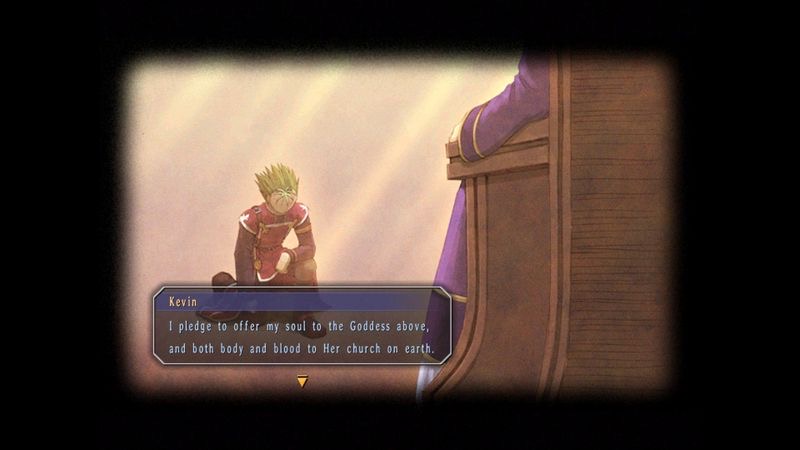 Kevin
I pledge to offer my soul to the Goddess above,
and both body and blood to Her church on earth.